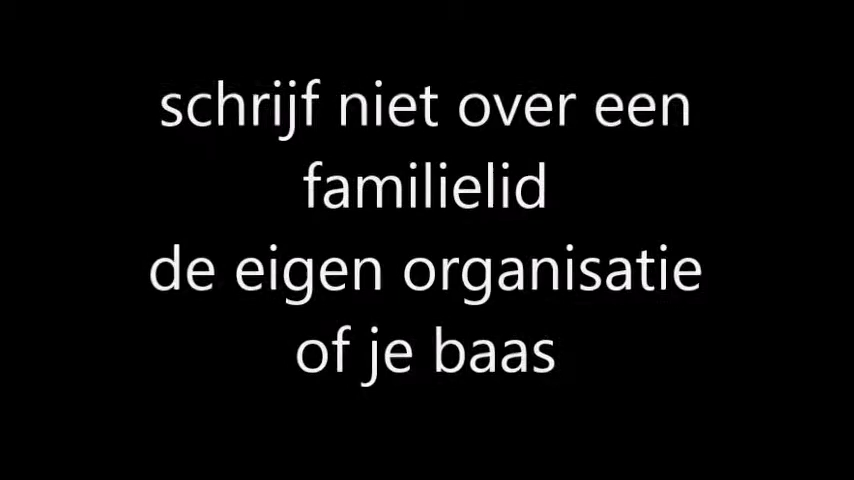 schrijf niet over een
familielid
de eigen organisatie
of je baas